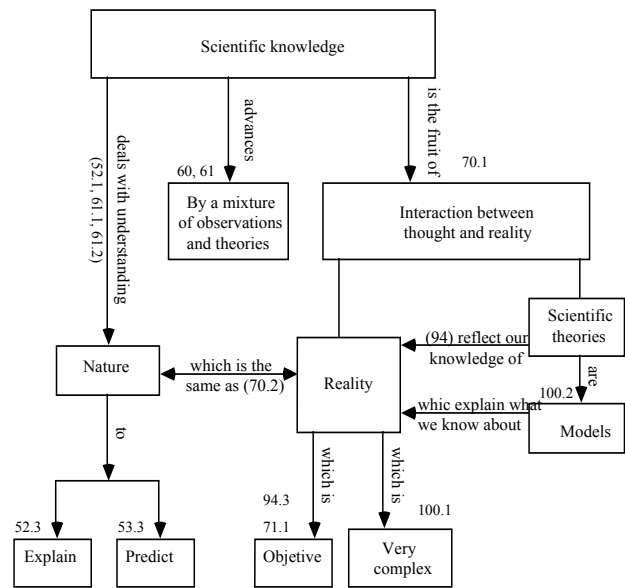 Scientific knowledge
deals with understanding
(52.1, 61.1, 61.2)
advances
is the fruit of
60, 61
70.1
By a mixture
of observations
and theories
Interaction between
thought and reality
Scientific
theories
(94) reflect our
knowledge of
are
Nature
which is the
same as (70.2)
Reality
100.2
whic explain what
we know about
Models
to
which is
which is
52.3
53.3
94.3
71.1
100.1
Explain
Predict
Objetive
Very
complex